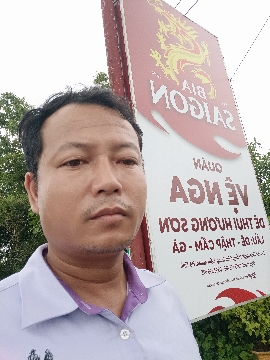 BIA
SAIGON
QUÁN
VỆ NGA
DÊ THUI HƯƠNG SƠN
LẨU DÊ - THẬP CẨM - GÀ